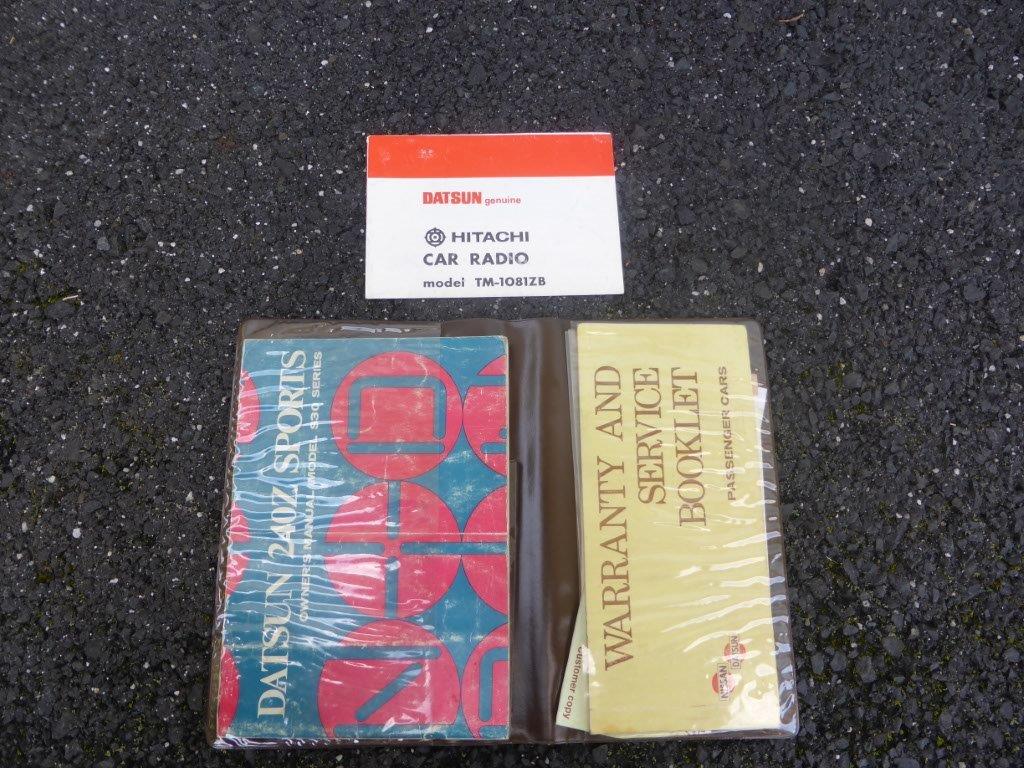 DATSUN genuine
HITACHI
CAR RADIO
model TM-1081ZB
DATSUN 240Z SPORTS
OWNER'S MANUAL MODEL S30 SERIES
WARRANTY AND
SERVICE
BOOKLET
PASSENGER CARS
NISSAN
DATSUN
customer copy